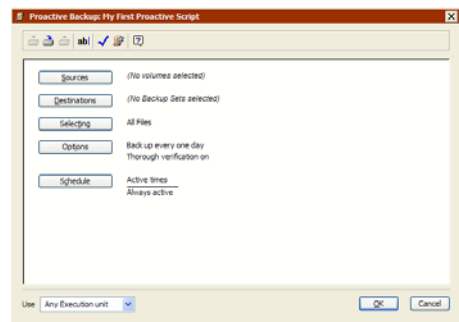 Proactive Backup: My First Proactive Script
abl
Sources (No volumes selected)
Destinations (No Backup Sets selected)
Selecting All Files
Options Back up every one day
Thorough verification on
Schedule Active times
Always active
Use Any Execution unit OK Cancel